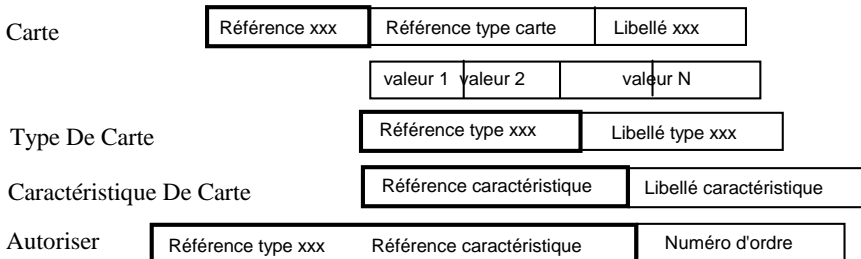 Carte Référence xxx Référence type carte Libellé xxx
valeur 1 valeur 2 valeur N
Type De Carte Référence type xxx Libellé type xxx
Caractéristique De Carte Référence caractéristique Libellé caractéristique
Autoriser Référence type xxx Référence caractéristique Numéro d'ordre